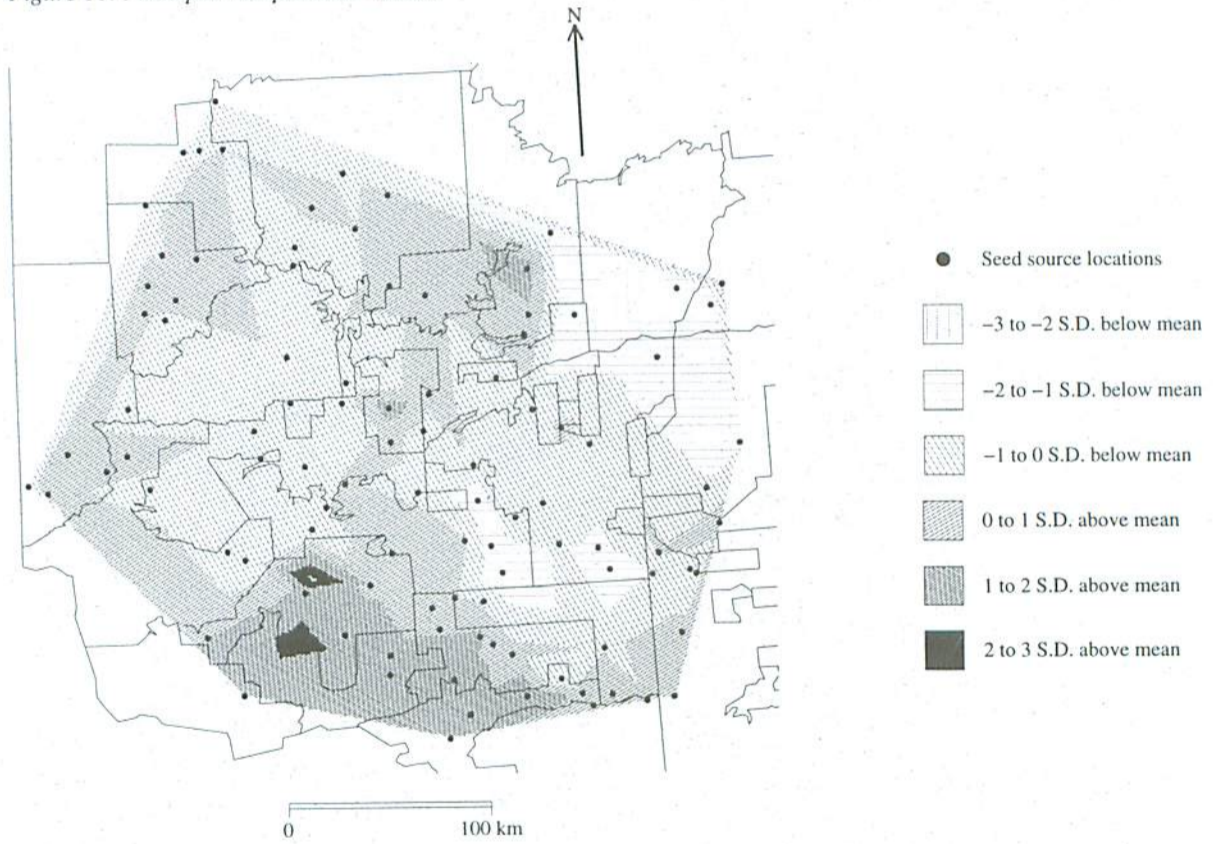 N
Seed source locations
−3 to −2 S.D. below mean
−2 to −1 S.D. below mean
−1 to 0 S.D. below mean
0 to 1 S.D. above mean
1 to 2 S.D. above mean
2 to 3 S.D. above mean
0 100 km